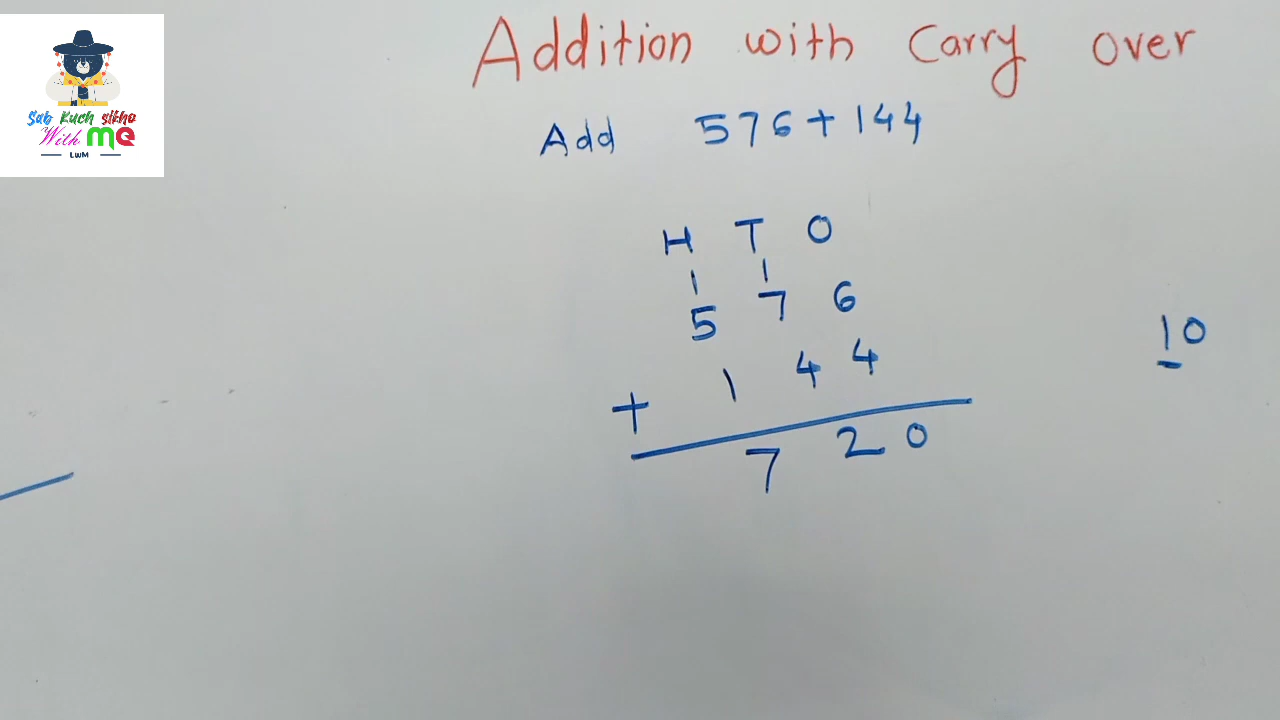 Sab Kuch sikho
With ME
LWM
Addition with Carry over
Add 576+144
H T O
1 1
5 7 6
+ 1 4 4
7 2 0
10